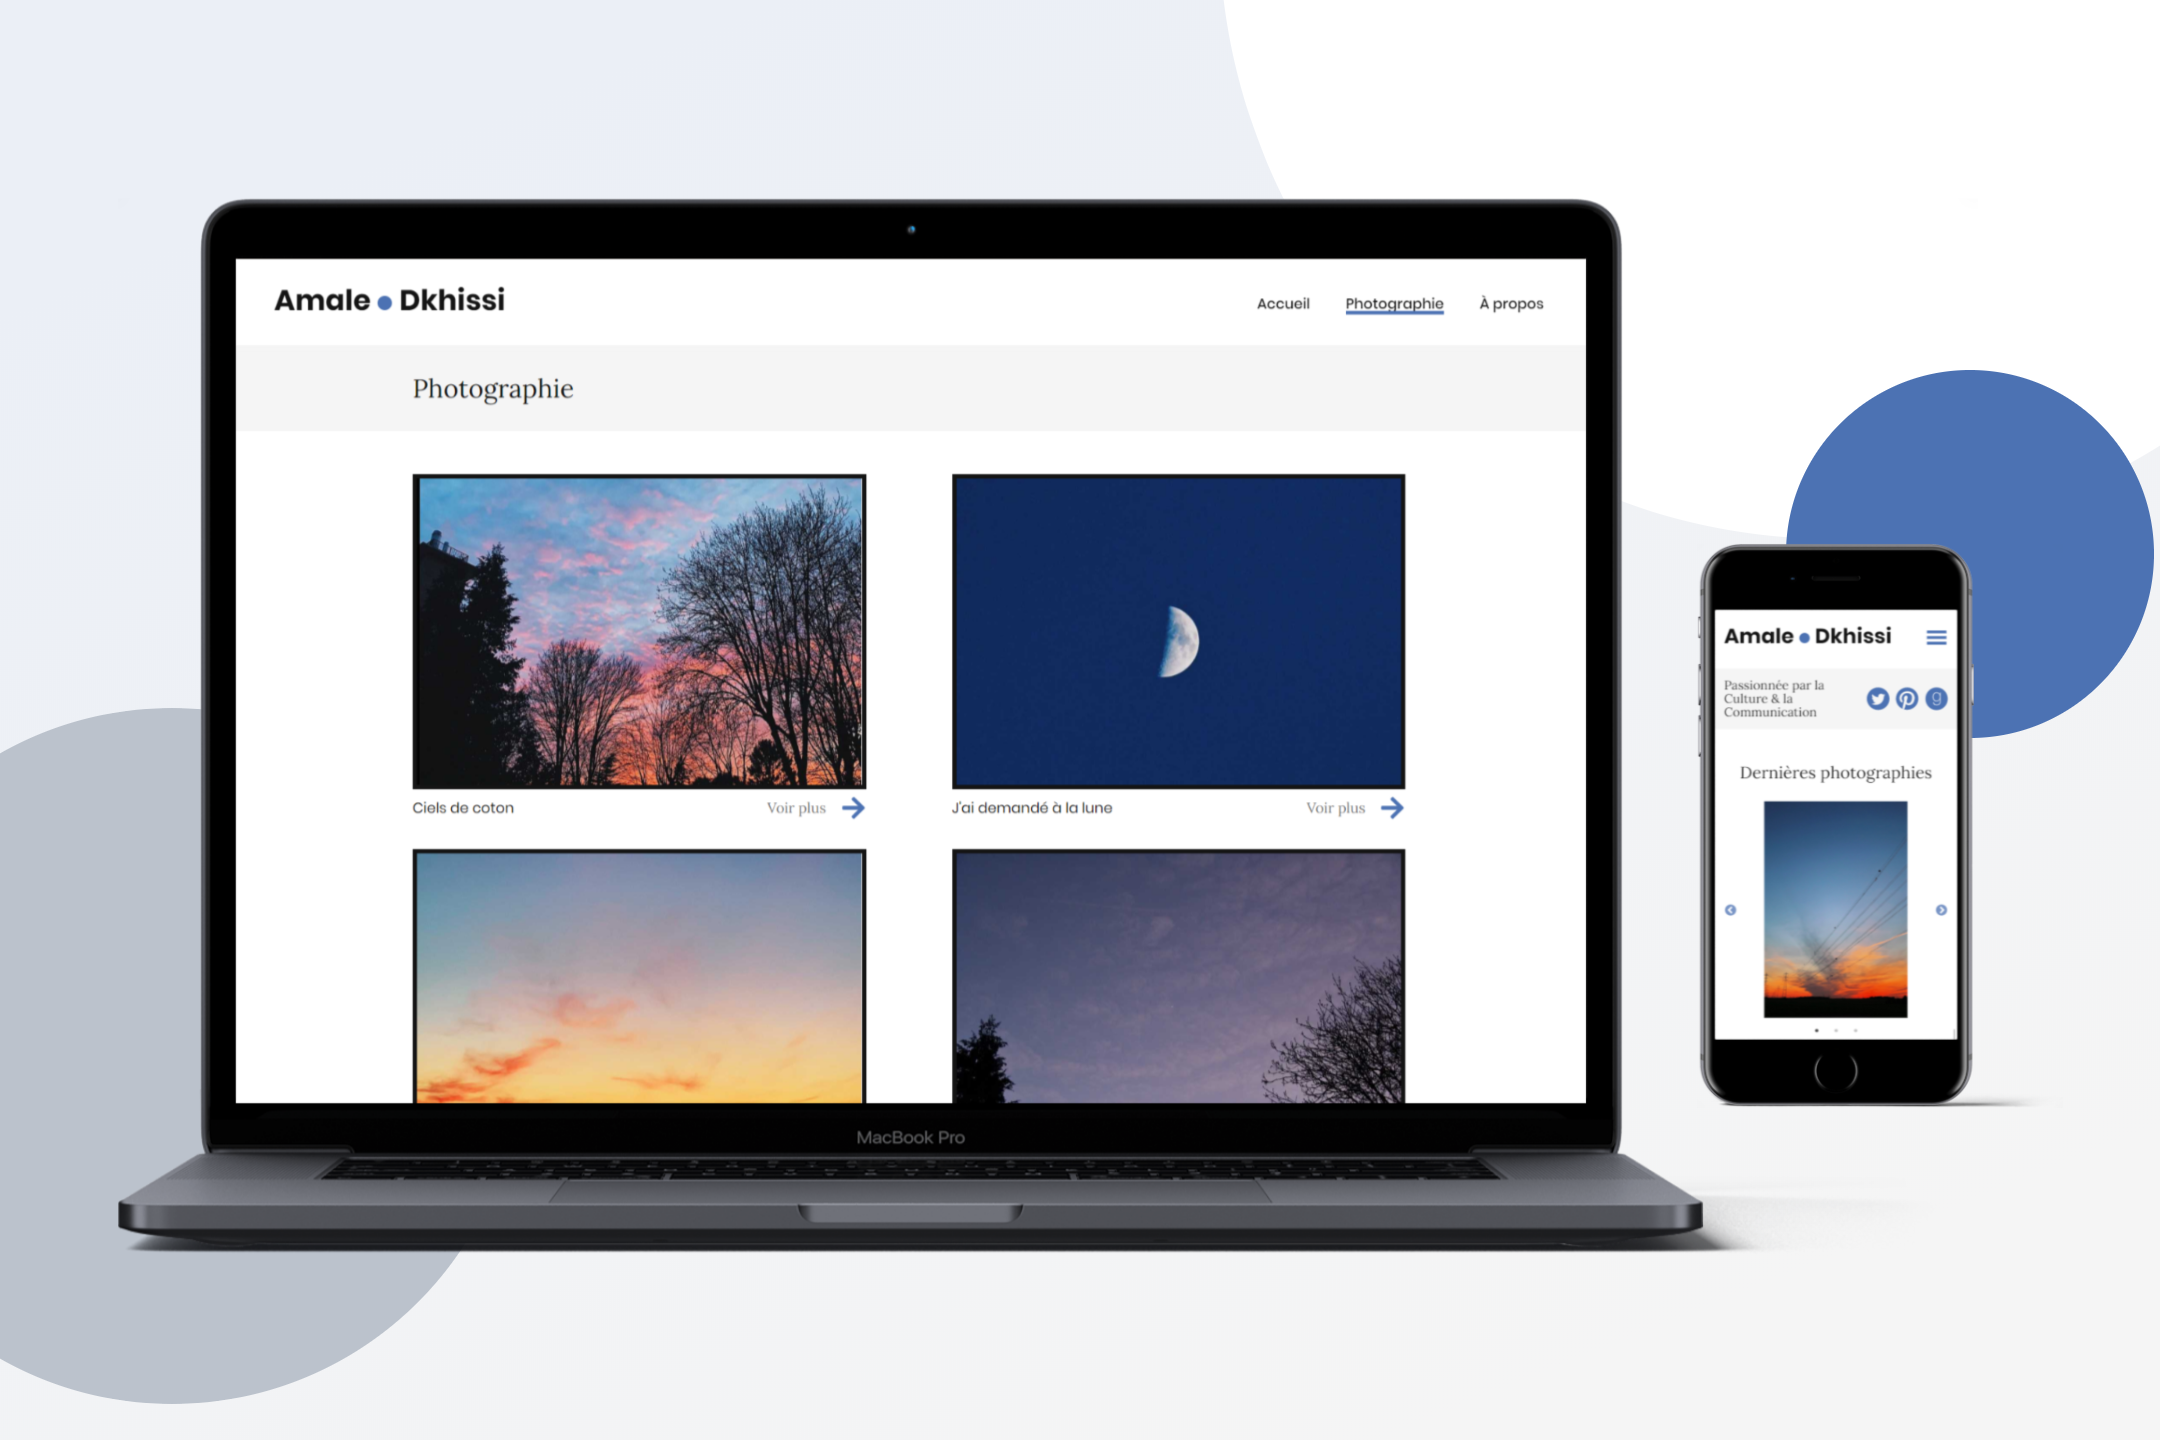 Amale Dkhissi
Accueil Photographie À propos
Photographie
Ciels de coton Voir plus
J'ai demandé à la lune Voir plus
MacBook Pro
Amale Dkhissi
Passionnée par la
Culture & la
Communication
Dernières photographies